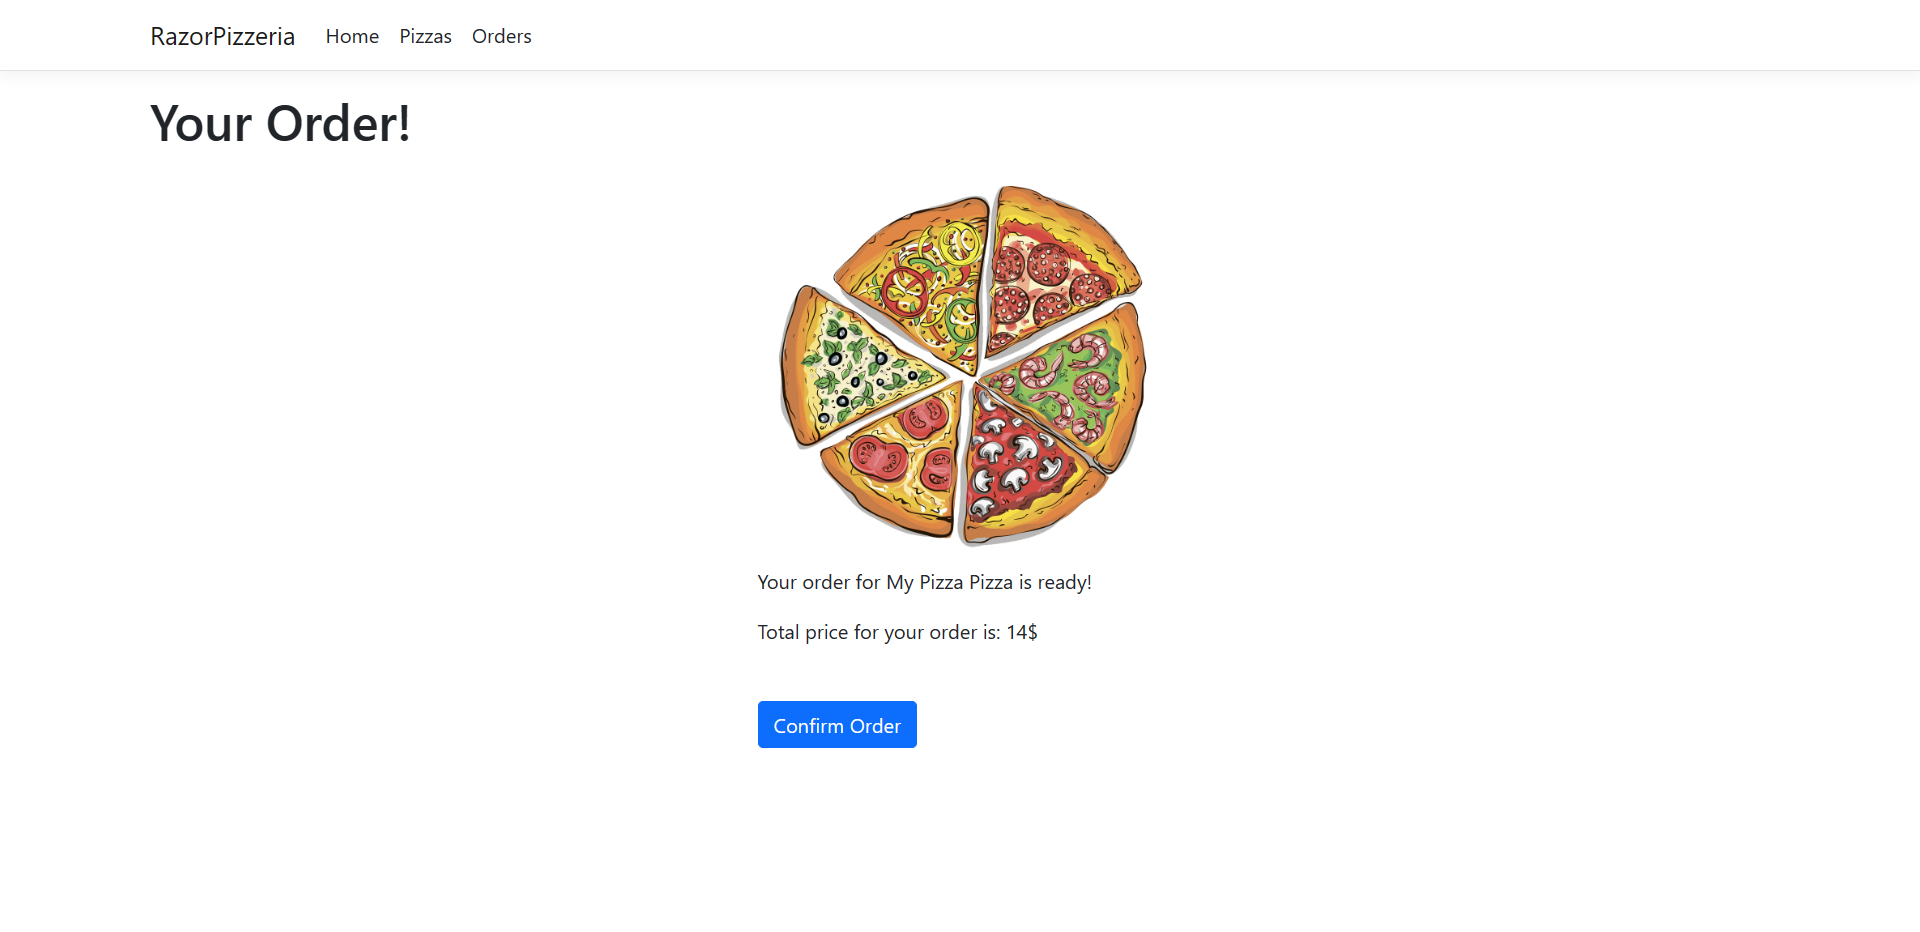 RazorPizzeria Home Pizzas Orders
Your Order!
Your order for My Pizza Pizza is ready!
Total price for your order is: 14$
Confirm Order